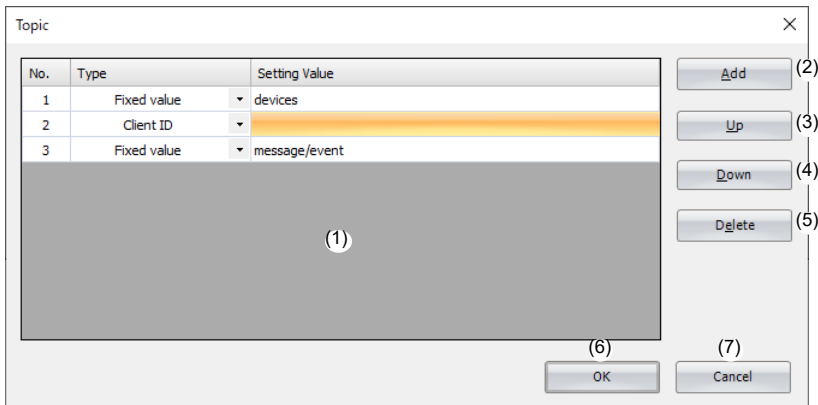 Topic
No. Type Setting Value
1 Fixed value devices
2 Client ID
3 Fixed value message/event
(1)
Add (2)
Up (3)
Down (4)
Delete (5)
(6) (7)
OK Cancel